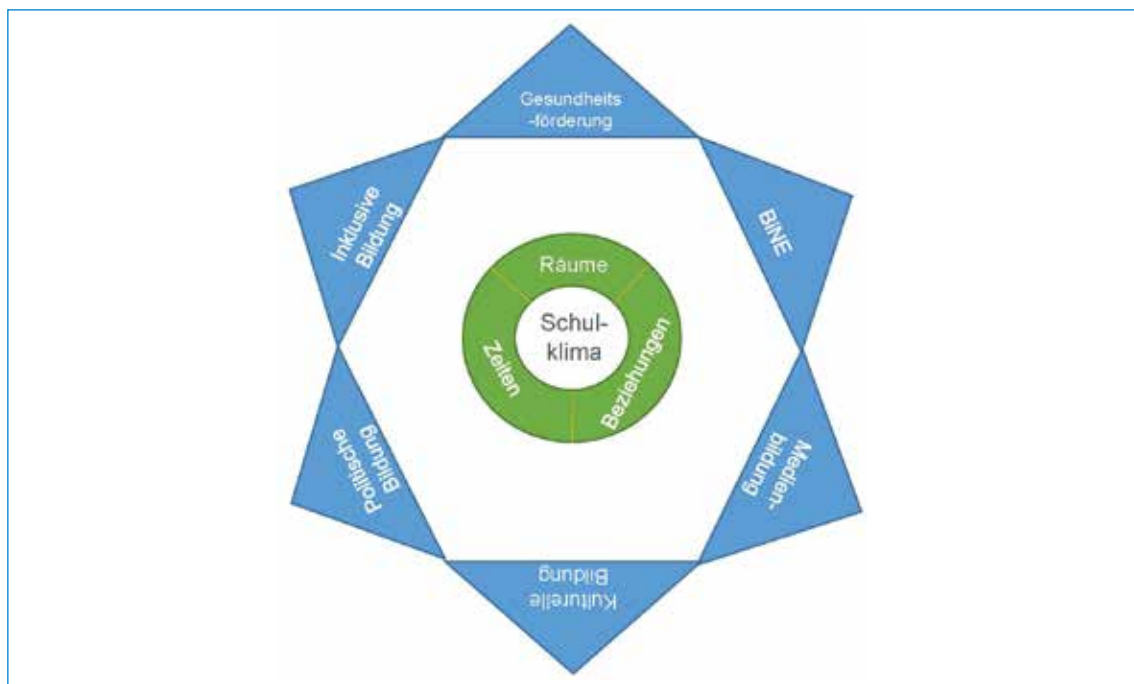 Gesundheits
-förderung
Inklusive
Bildung
BiNE
Räume
Schul-
klima
Zeiten
Beziehungen
Politische
Bildung
Medien-
bildung
Kulturelle
Bildung